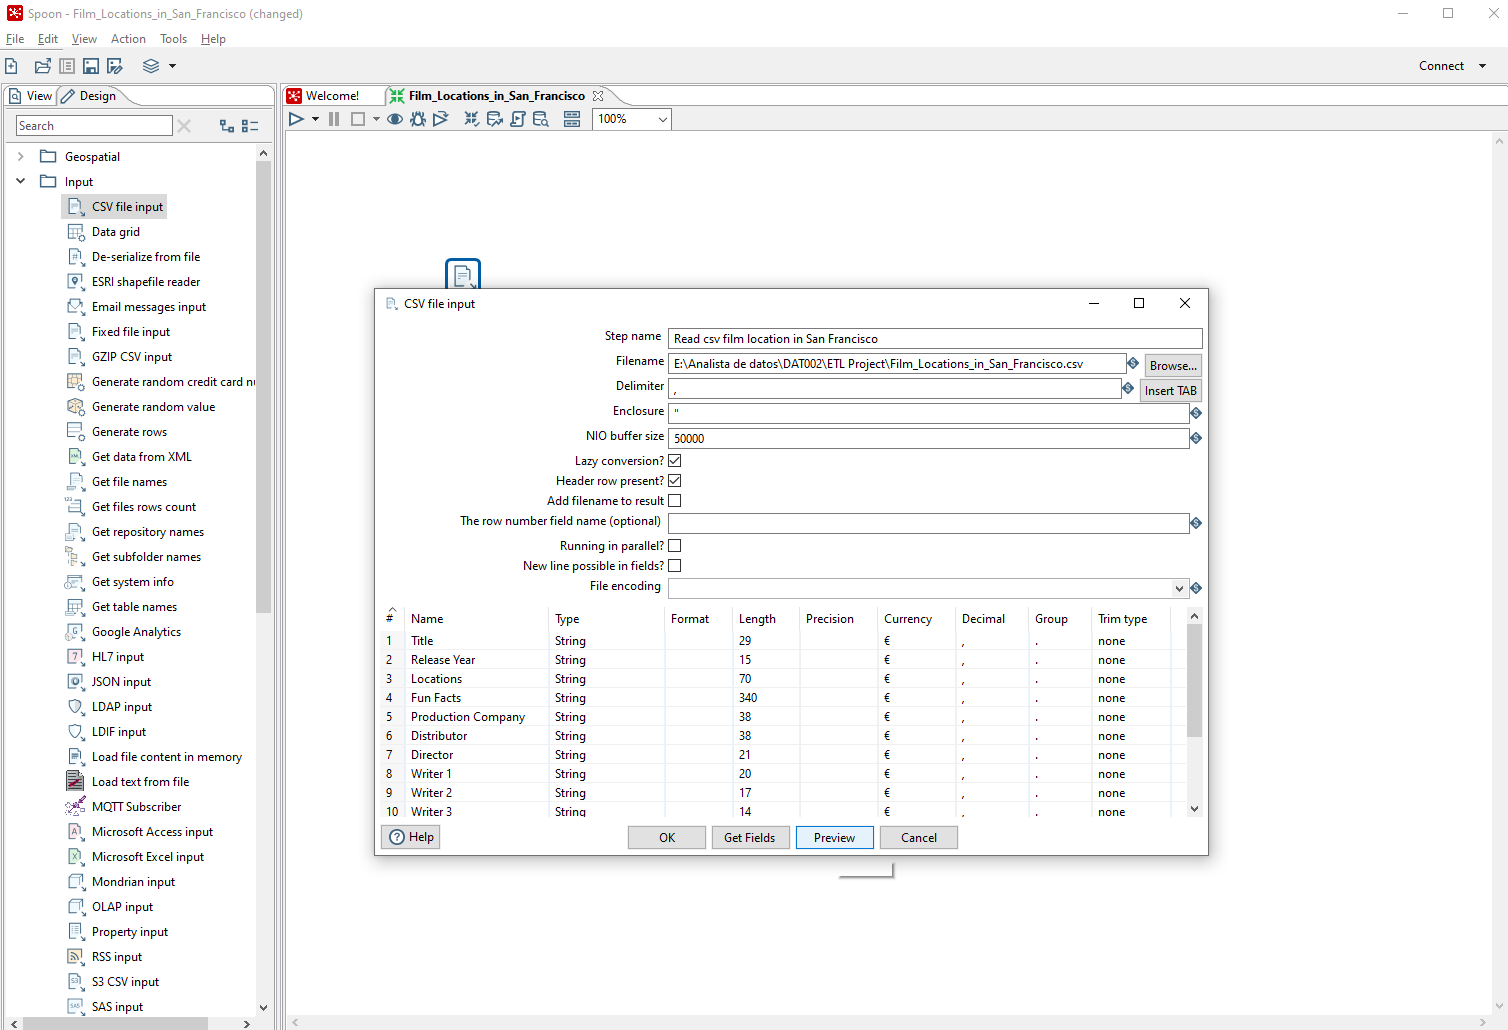 Spoon - Film_Locations_in_San_Francisco (changed)
File Edit View Action Tools Help
Connect
View Design
Welcome! Film_Locations_in_San_Francisco
Search
100%
Geospatial
Input
CSV file input
Data grid
De-serialize from file
ESRI shapefile reader
Email messages input
Fixed file input
GZIP CSV input
Generate random credit card nu
Generate random value
Generate rows
Get data from XML
Get file names
Get files rows count
Get repository names
Get subfolder names
Get system info
Get table names
Google Analytics
HL7 input
JSON input
LDAP input
LDIF input
Load file content in memory
Load text from file
MQTT Subscriber
Microsoft Access input
Microsoft Excel input
Mondrian input
OLAP input
Property input
RSS input
S3 CSV input
SAS input
CSV file input
Step name Read csv film location in San Francisco
Filename E:\Analista de datos\DAT002\ETL Project\Film_Locations_in_San_Francisco.csv Browse...
Delimiter , Insert TAB
Enclosure "
NIO buffer size 50000
Lazy conversion?
Header row present?
Add filename to result
The row number field name (optional)
Running in parallel?
New line possible in fields?
File encoding
# Name Type Format Length Precision Currency Decimal Group Trim type
1 Title String 29 € , . none
2 Release Year String 15 € , . none
3 Locations String 70 € , . none
4 Fun Facts String 340 € , . none
5 Production Company String 38 € , . none
6 Distributor String 38 € , . none
7 Director String 21 € , . none
8 Writer 1 String 20 € , . none
9 Writer 2 String 17 € , . none
10 Writer 3 String 14 € , . none
Help OK Get Fields Preview Cancel